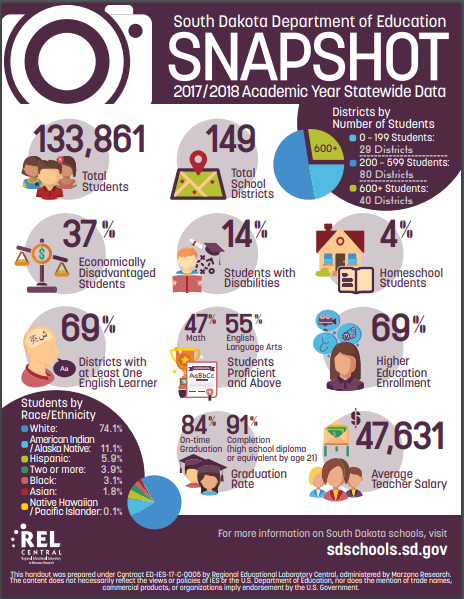 South Dakota Department of Education
SNAPSHOT
2017/2018 Academic Year Statewide Data
133,861
Total
Students
149
Total
School
Districts
Districts by
Number of Students
600+
0 - 199 Students:
29 Districts
200 - 599 Students:
80 Districts
600+ Students:
40 Districts
37%
Economically
Disadvantaged
Students
14%
Students with
Disabilities
4%
Homeschool
Students
69%
Districts with
at Least One
English Learner
Aa
47%
Math
55%
English
Language Arts
AaBbCc
Students
Proficient
and Above
69%
Higher
Education
Enrollment
Students by
Race/Ethnicity
White: 74.1%
American Indian
/ Alaska Native: 11.1%
Hispanic: 5.9%
Two or more: 3.9%
Black: 3.1%
Asian: 1.8%
Native Hawaiian
/ Pacific Islander: 0.1%
84%
On-time
Graduation
91%
Completion
(high school diploma
or equivalent by age 21)
Graduation
Rate
$47,631
Average
Teacher Salary
REL
CENTRAL
Regional Educational Laboratory
At Marzano Research
For more information on South Dakota schools, visit
sdschools.sd.gov
This handout was prepared under Contract ED-IES-17-C-0005 by Regional Educational Laboratory Central, administered by Marzano Research.
The content does not necessarily reflect the views or policies of IES or the U.S. Department of Education, nor does the mention of trade names,
commercial products, or organizations imply endorsement by the U.S. Government.